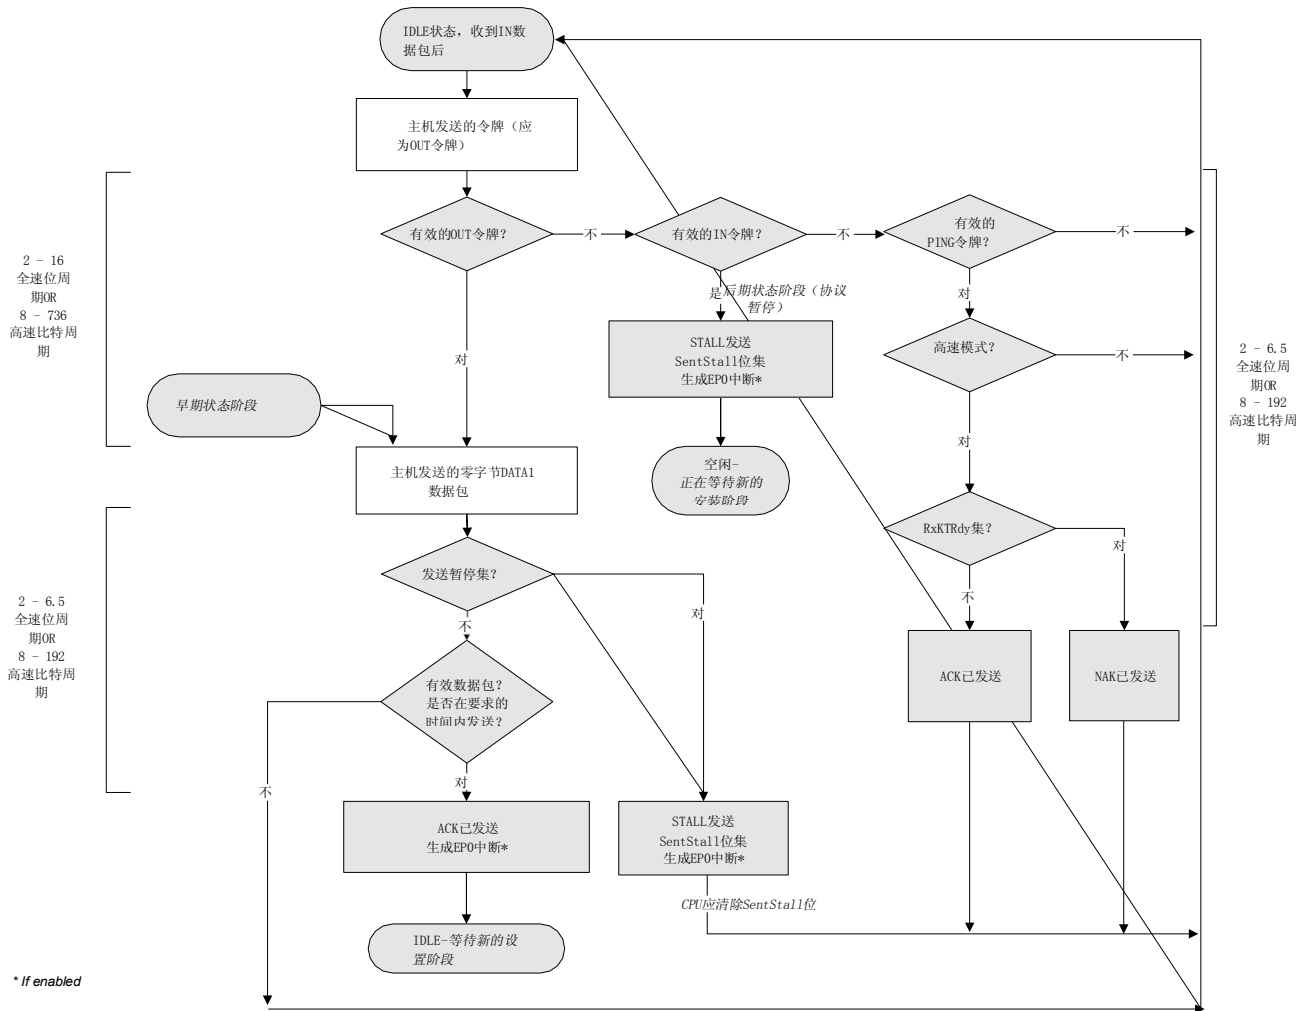 IDLE状态，收到IN数
据包后
主机发送的令牌（应
为OUT令牌）
有效的OUT令牌？
不
有效的IN令牌？
不
有效的
PING令牌？
不
2 - 16
全速位周
期OR
8 - 736
高速比特周
期
对
是
后期状态阶段（协议
暂停）
对
STALL发送
SentStall位集
生成EP0中断*
高速模式？
不
2 - 6.5
全速位周
期OR
8 - 192
高速比特周
期
早期状态阶段
对
主机发送的零字节DATA1
数据包
空闲-
正在等待新的
安装阶段
RxKTRdy集？
对
不
发送暂停集？
对
不
2 - 6.5
全速位周
期OR
8 - 192
高速比特周
期
有效数据包？
是否在要求的
时间内发送？
ACK已发送
NAK已发送
不
对
ACK已发送
生成EP0中断*
STALL发送
SentStall位集
生成EP0中断*
CPU应清除SentStall位
IDLE-等待新的设
置阶段
* If enabled